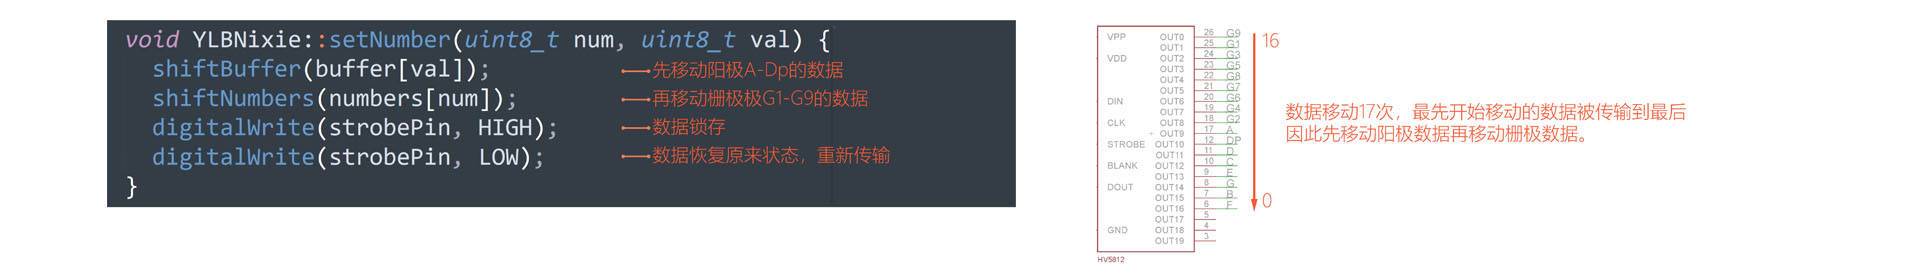 void YLBNixie::setNumber(uint8_t num, uint8_t val) {
shiftBuffer(buffer[val]);
先移动阳极A-Dp的数据
shiftNumbers(numbers[num]);
再移动栅极极G1-G9的数据
digitalWrite(strobePin, HIGH);
数据锁存
digitalWrite(strobePin, LOW);
数据恢复原来状态，重新传输
}
VPP OUT0 26 G9
OUT1 25 G1
VDD OUT2 24 G3
OUT3 23 G5
OUT4 22 G8
OUT5 21 G7
DIN OUT6 20 G6
OUT7 19 G4
CLK OUT8 18 G2
OUT9 17 A
STROBE OUT10 12 DP
OUT11 11 D
BLANK OUT12 10 C
OUT13 9 E
DOUT OUT14 8 G
OUT15 7 B
OUT16 6 F
OUT17 5
GND OUT18 4
OUT19 3
HV5812
16
0
数据移动17次，最先开始移动的数据被传输到最后
因此先移动阳极数据再移动栅极数据。